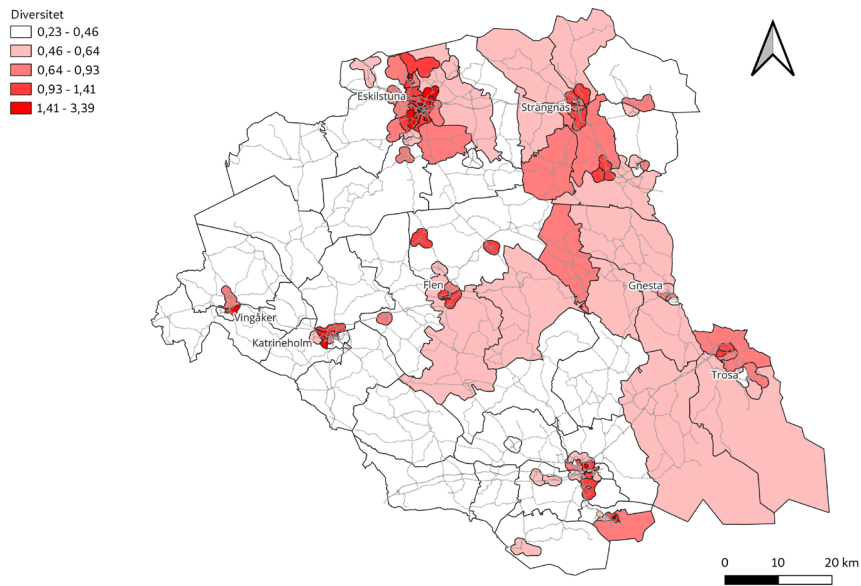 Diversitet
0,23 - 0,46
0,46 - 0,64
0,64 - 0,93
0,93 - 1,41
1,41 - 3,39
Eskilstuna
Strängnäs
Flen
Gnesta
Vingåker
Katrineholm
Trosa
0 10 20 km